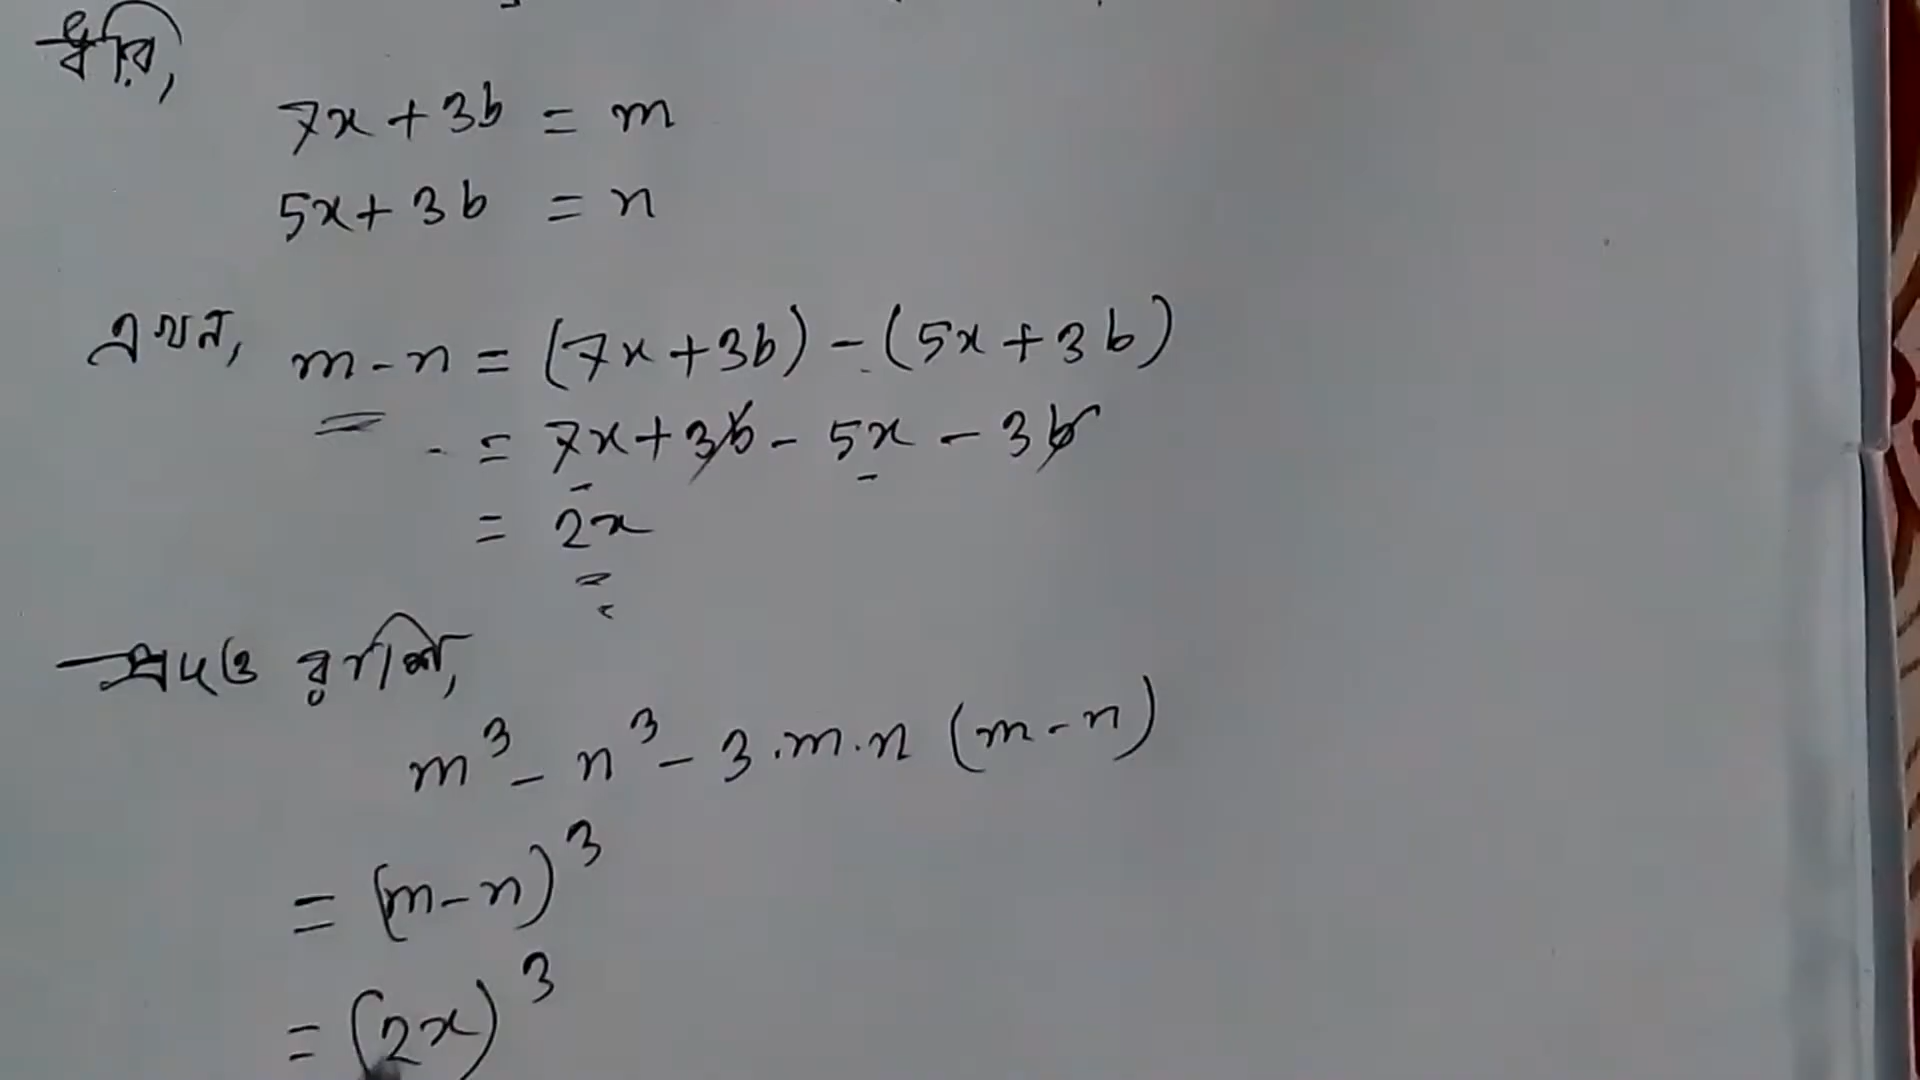 ধরি,
7x + 3b = m
5x + 3b = n
এখন, m - n = (7x + 3b) - (5x + 3b)
= 7x + 3b - 5x - 3b
= 2x
প্রদত্ত রাশি,
m³ - n³ - 3.m.n (m - n)
= (m - n)³
= (2x)³